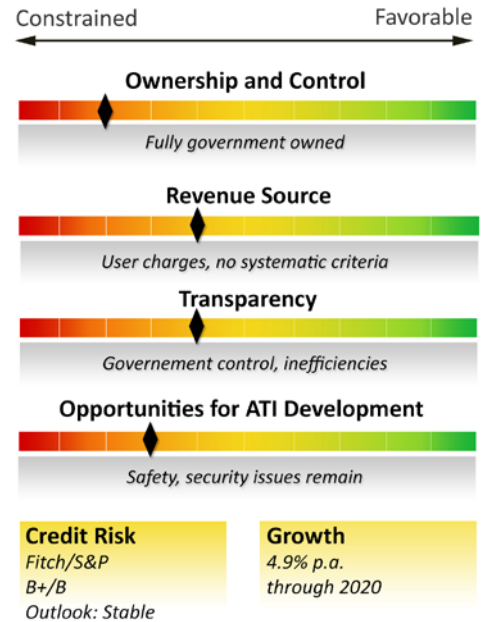 Constrained Favorable
Ownership and Control
Fully government owned
Revenue Source
User charges, no systematic criteria
Transparency
Governement control, inefficiencies
Opportunities for ATI Development
Safety, security issues remain
Credit Risk
Fitch/S&P
B+/B
Outlook: Stable
Growth
4.9% p.a.
through 2020